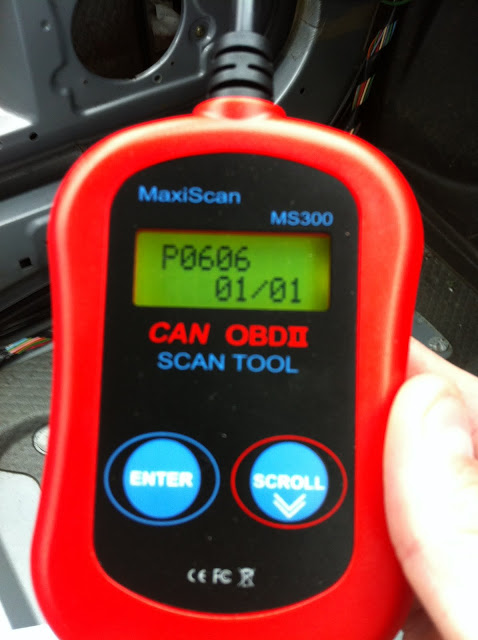 MaxiScan
MS300
P0606
01/01
CAN OBDII
SCAN TOOL
ENTER
SCROLL
CE FC